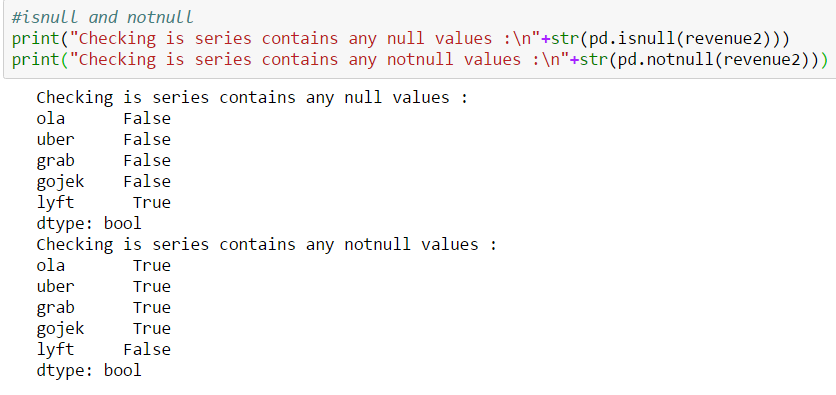 #isnull and notnull
print("Checking is series contains any null values :\n"+str(pd.isnull(revenue2)))
print("Checking is series contains any notnull values :\n"+str(pd.notnull(revenue2)))
Checking is series contains any null values :
ola      False
uber     False
grab     False
gojek    False
lyft      True
dtype: bool
Checking is series contains any notnull values :
ola       True
uber      True
grab      True
gojek     True
lyft     False
dtype: bool